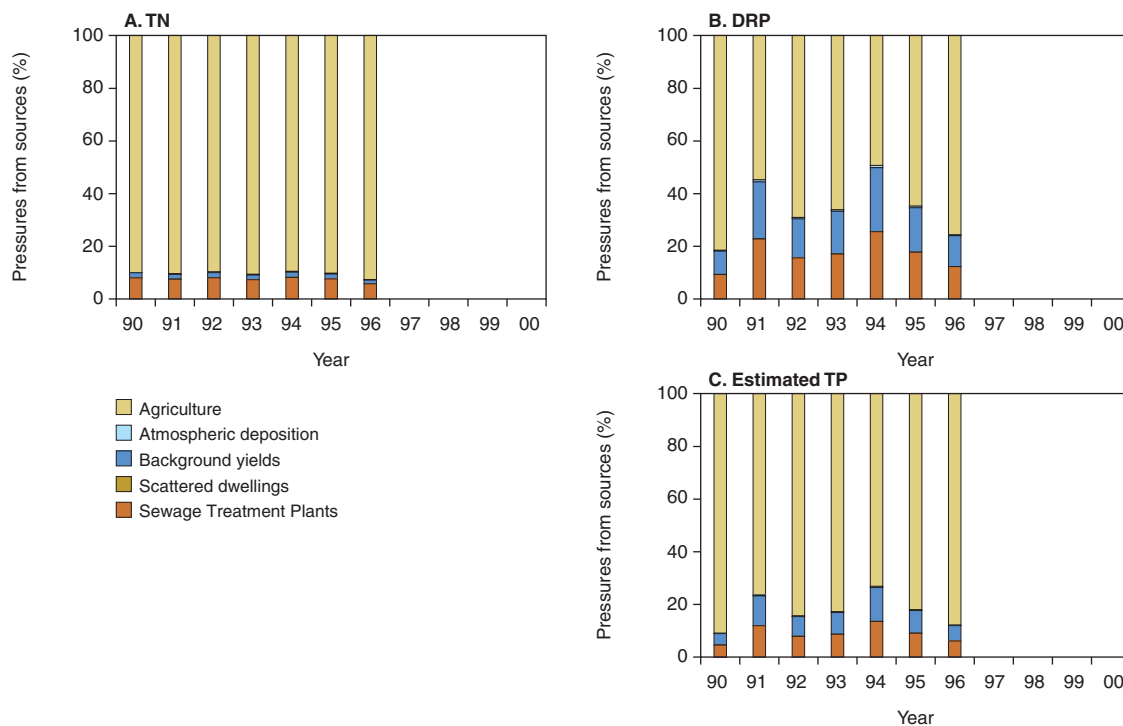 A. TN
Pressures from sources (%)
100
80
60
40
20
0
90 91 92 93 94 95 96 97 98 99 00
Year
B. DRP
Pressures from sources (%)
100
80
60
40
20
0
90 91 92 93 94 95 96 97 98 99 00
Year
Agriculture
Atmospheric deposition
Background yields
Scattered dwellings
Sewage Treatment Plants
C. Estimated TP
Pressures from sources (%)
100
80
60
40
20
0
90 91 92 93 94 95 96 97 98 99 00
Year